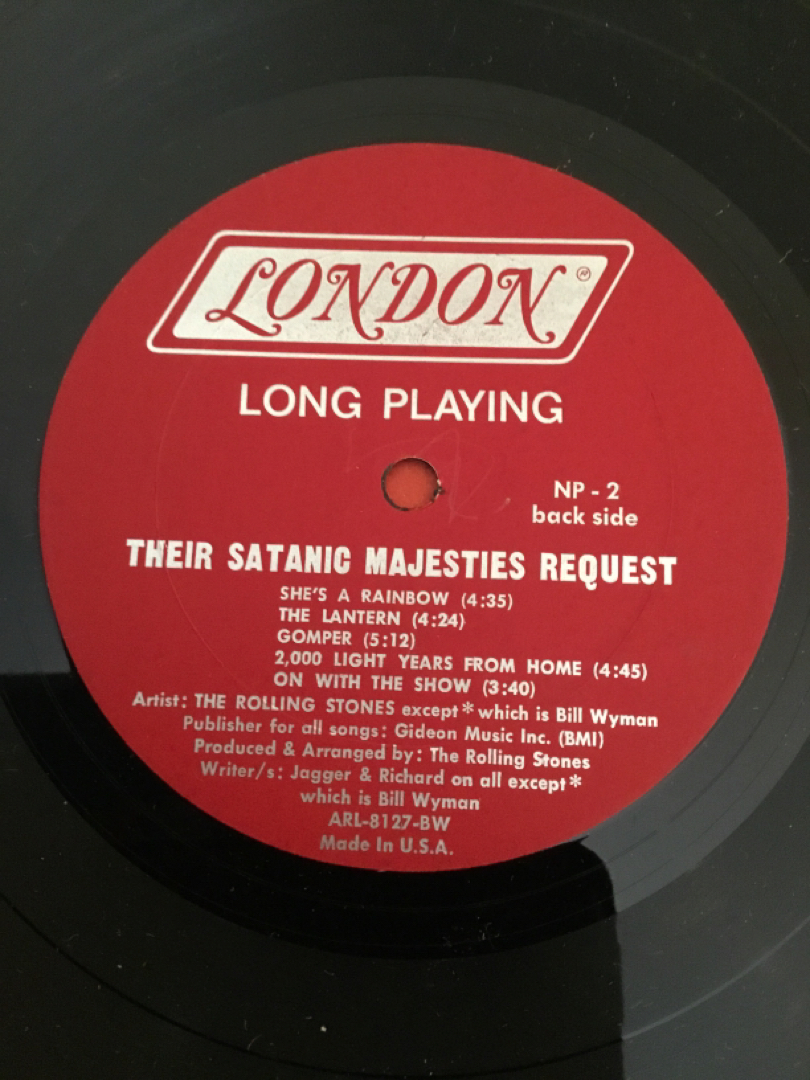 LONDON ®
LONG PLAYING
NP - 2
back side
THEIR SATANIC MAJESTIES REQUEST
SHE'S A RAINBOW (4:35)
THE LANTERN (4:24)
GOMPER (5:12)
2,000 LIGHT YEARS FROM HOME (4:45)
ON WITH THE SHOW (3:40)
Artist: THE ROLLING STONES except * which is Bill Wyman
Publisher for all songs: Gideon Music Inc. (BMI)
Produced & Arranged by: The Rolling Stones
Writer/s: Jagger & Richard on all except *
which is Bill Wyman
ARL-8127-BW
Made In U.S.A.